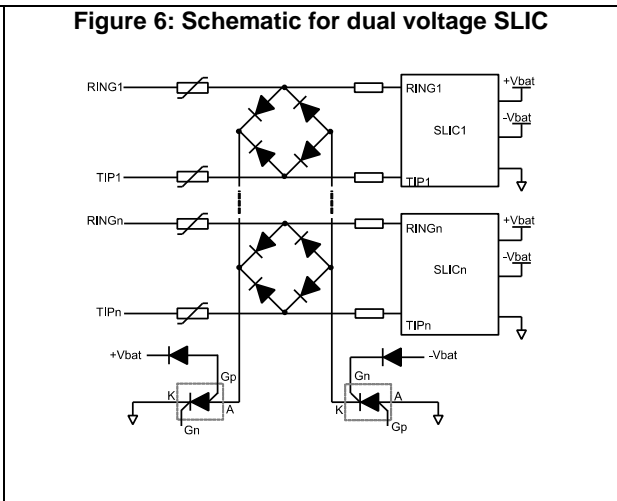 Figure 6: Schematic for dual voltage SLIC
RING1
RING1
+Vbat
-Vbat
SLIC1
TIP1
TIP1
RINGn
RINGn
+Vbat
-Vbat
SLICn
TIPn
TIPn
+Vbat
-Vbat
Gp
Gn
K
A
K
A
Gn
Gp